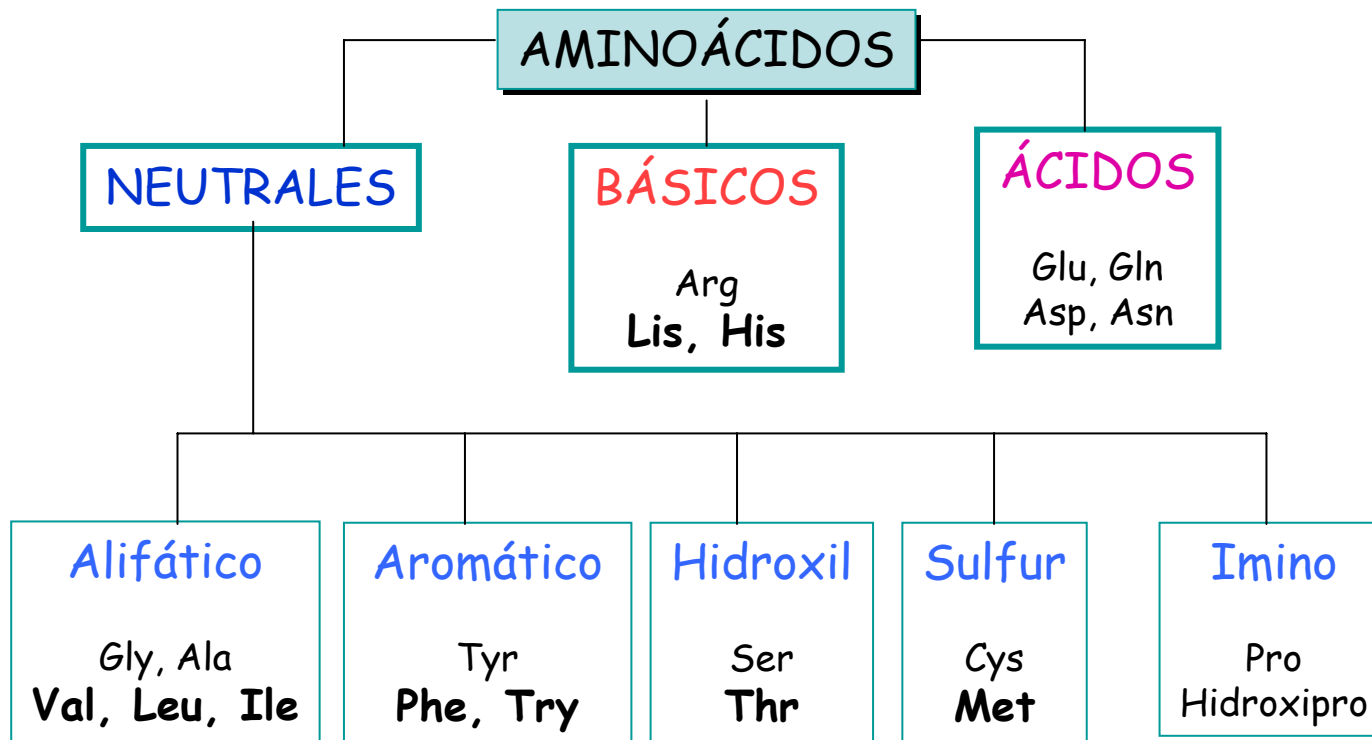 AMINOÁCIDOS
NEUTRALES
BÁSICOS
Arg
Lis, His
ÁCIDOS
Glu, Gln
Asp, Asn
Alifático
Gly, Ala
Val, Leu, Ile
Aromático
Tyr
Phe, Try
Hidroxil
Ser
Thr
Sulfur
Cys
Met
Imino
Pro
Hidroxipro